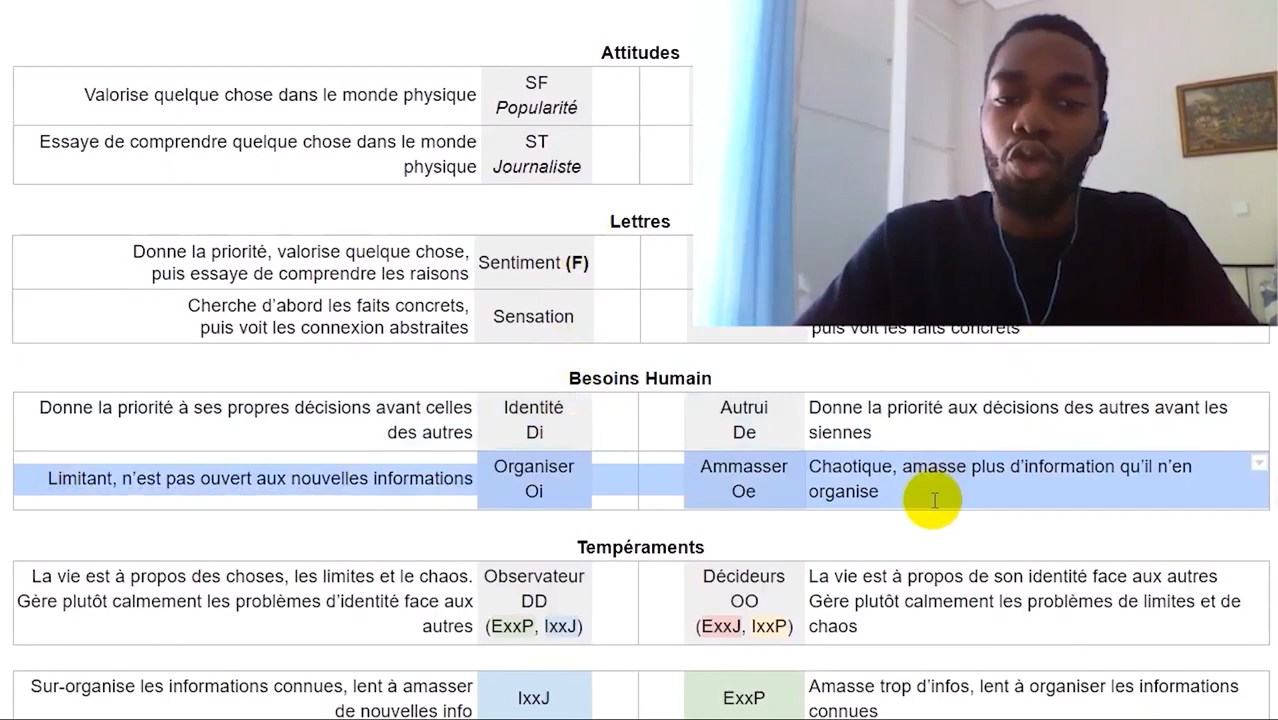 Attitudes
Valorise quelque chose dans le monde physique
SF
Popularité
Essaye de comprendre quelque chose dans le monde
physique
ST
Journaliste
Lettres
Donne la priorité, valorise quelque chose,
puis essaye de comprendre les raisons
Sentiment (F)
Cherche d’abord les faits concrets,
puis voit les connexion abstraites
Sensation
puis voit les faits concrets
Besoins Humain
Donne la priorité à ses propres décisions avant celles
des autres
Identité
Di
Autrui
De
Donne la priorité aux décisions des autres avant les
siennes
Limitant, n’est pas ouvert aux nouvelles informations
Organiser
Oi
Ammasser
Oe
Chaotique, amasse plus d’information qu’il n’en
organise
Tempéraments
La vie est à propos des choses, les limites et le chaos.
Gère plutôt calmement les problèmes d’identité face aux
autres
Observateur
DD
(ExxP, IxxJ)
Décideurs
OO
(ExxJ, IxxP)
La vie est à propos de son identité face aux autres
Gère plutôt calmement les problèmes de limites et de
chaos
Sur-organise les informations connues, lent à amasser
de nouvelles info
IxxJ
ExxP
Amasse trop d’infos, lent à organiser les informations
connues